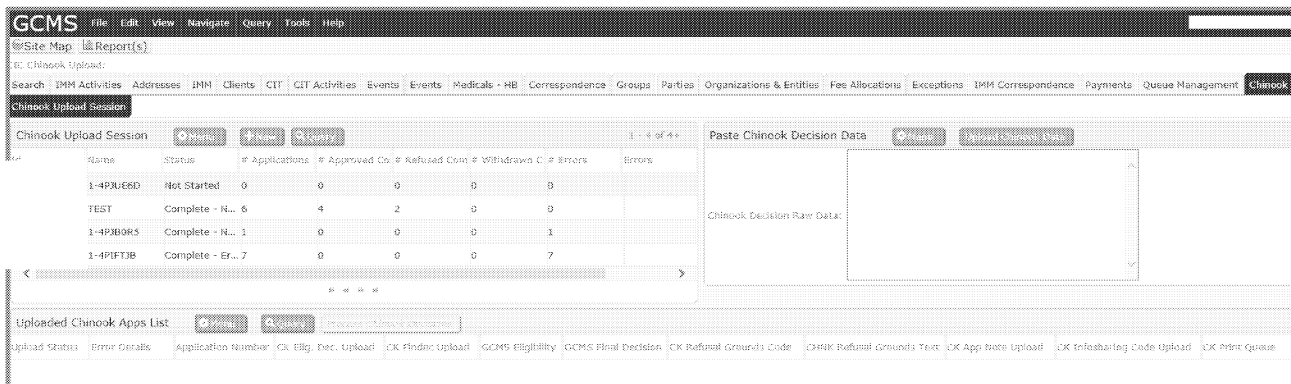 GCMS File Edit View Navigate Query Tools Help
Site Map Report(s)
Chinook Upload:
Search IMM Activities Addresses IMM Clients CIT CIT Activities Events Events Medicals - HB Correspondence Groups Parties Organizations & Entities Fee Allocations Exceptions IMM Correspondence Payments Queue Management Chinook
Chinook Upload Session
Chinook Upload Session Menu New Query 1 - 4 of 4+ Paste Chinook Decision Data Menu
Name Status # Applications # Approved Co # Refused Com # Withdrawn C # Errors Errors
Not Started 0 0 0 0 0
TEST Complete - N... 6 4 2 0 0
Chinook Decision Raw Data:
1-4PJB0R5 Complete - N... 1 0 0 0 1
1-4PIFTJB Complete - Er... 7 0 0 0 7
Uploaded Chinook Apps List Menu Query
Upload Status Error Details Application Number CK Elig. Dec. Upload CK Findec Upload GCMS Eligibility GCMS Final Decision CK Refusal Grounds Code CHNK Refusal Grounds Text CK App Note Upload CK Infosharing Code Upload CK Print Queue